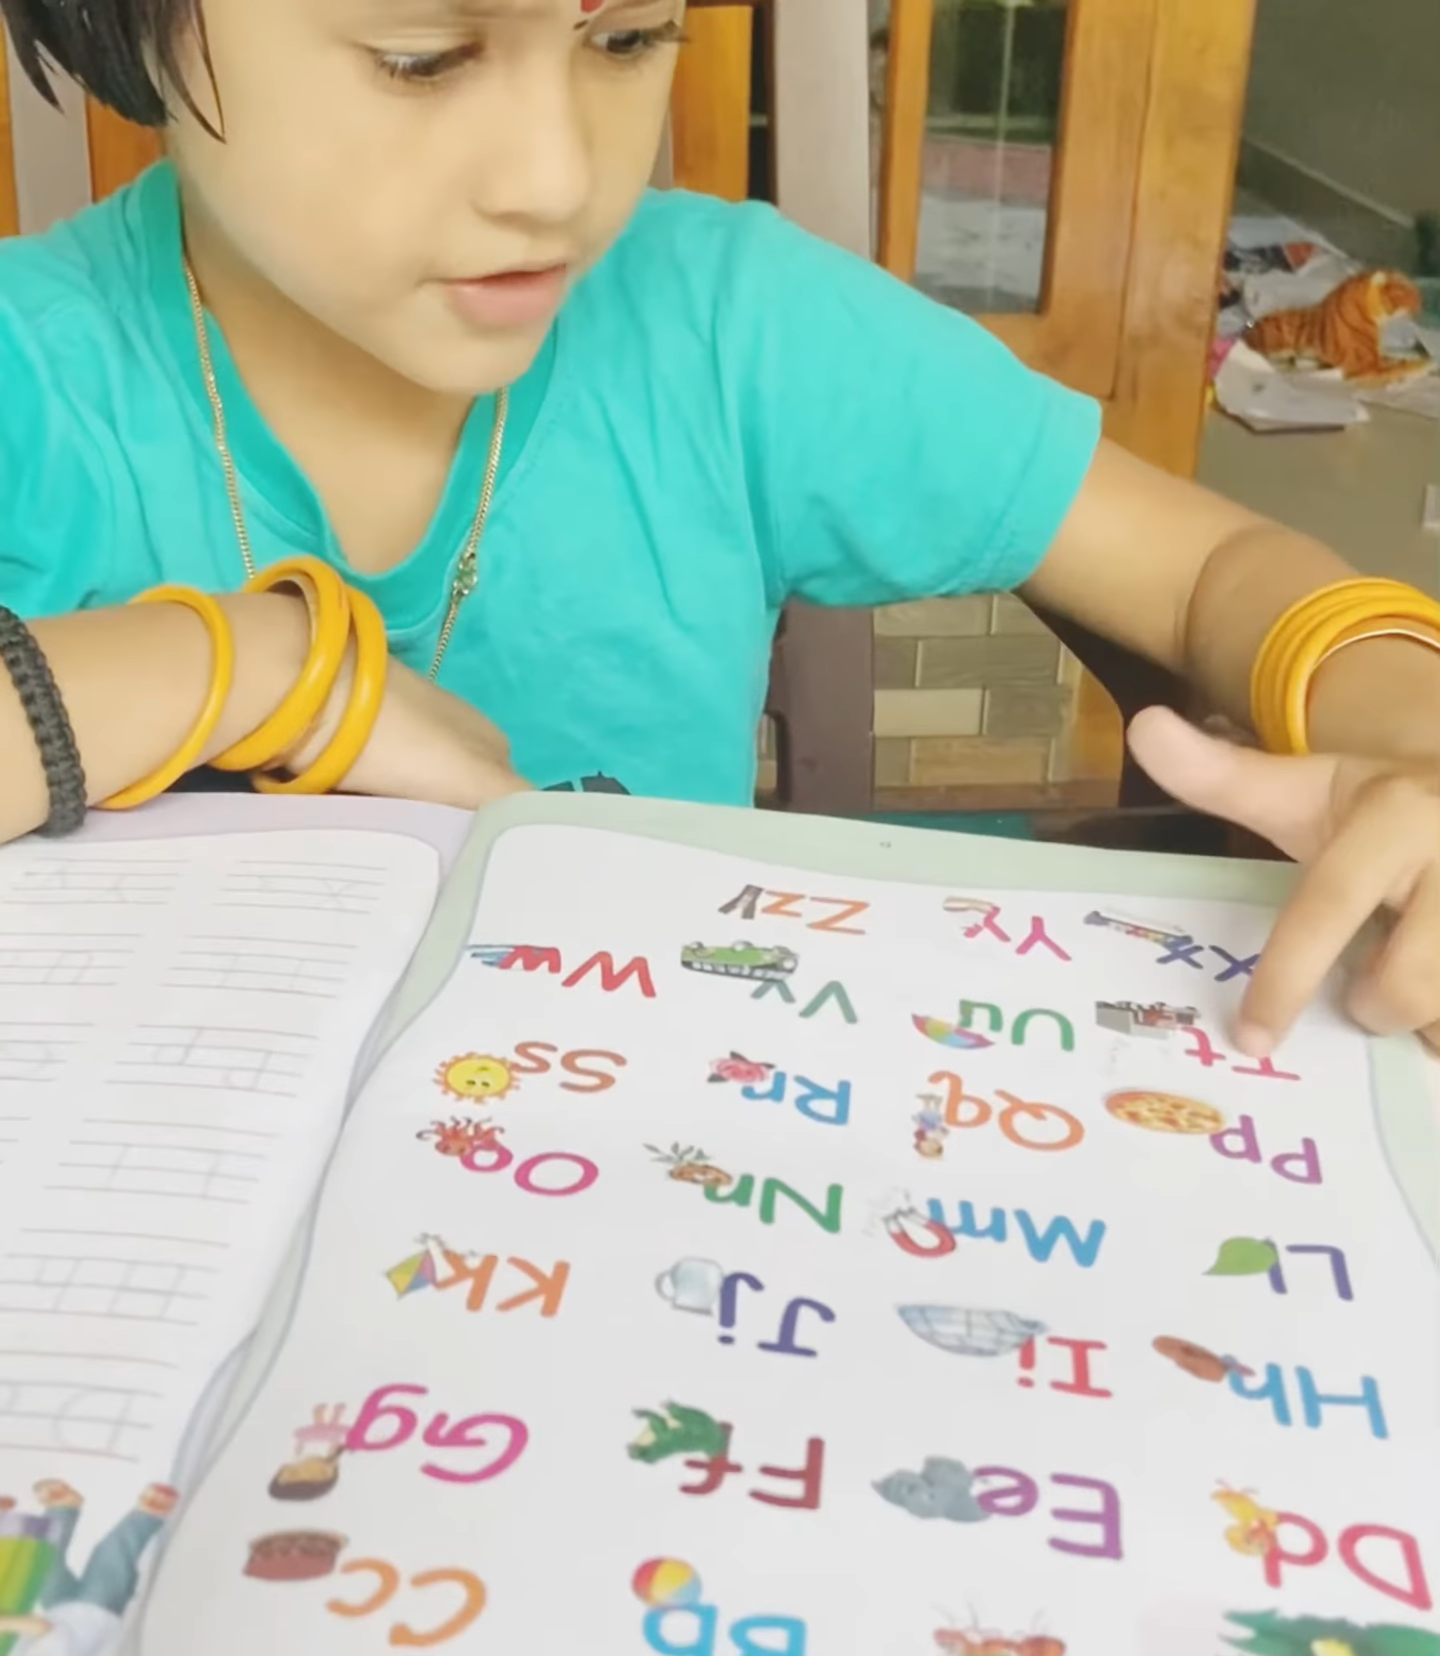 Bb Cc
Dd Ee Ff Gg
Hh Ii Jj Kk
Ll Mm Nn Oo
Pp Qq Rr Ss
Tt Uu Vv Ww
Xx Yy Zz